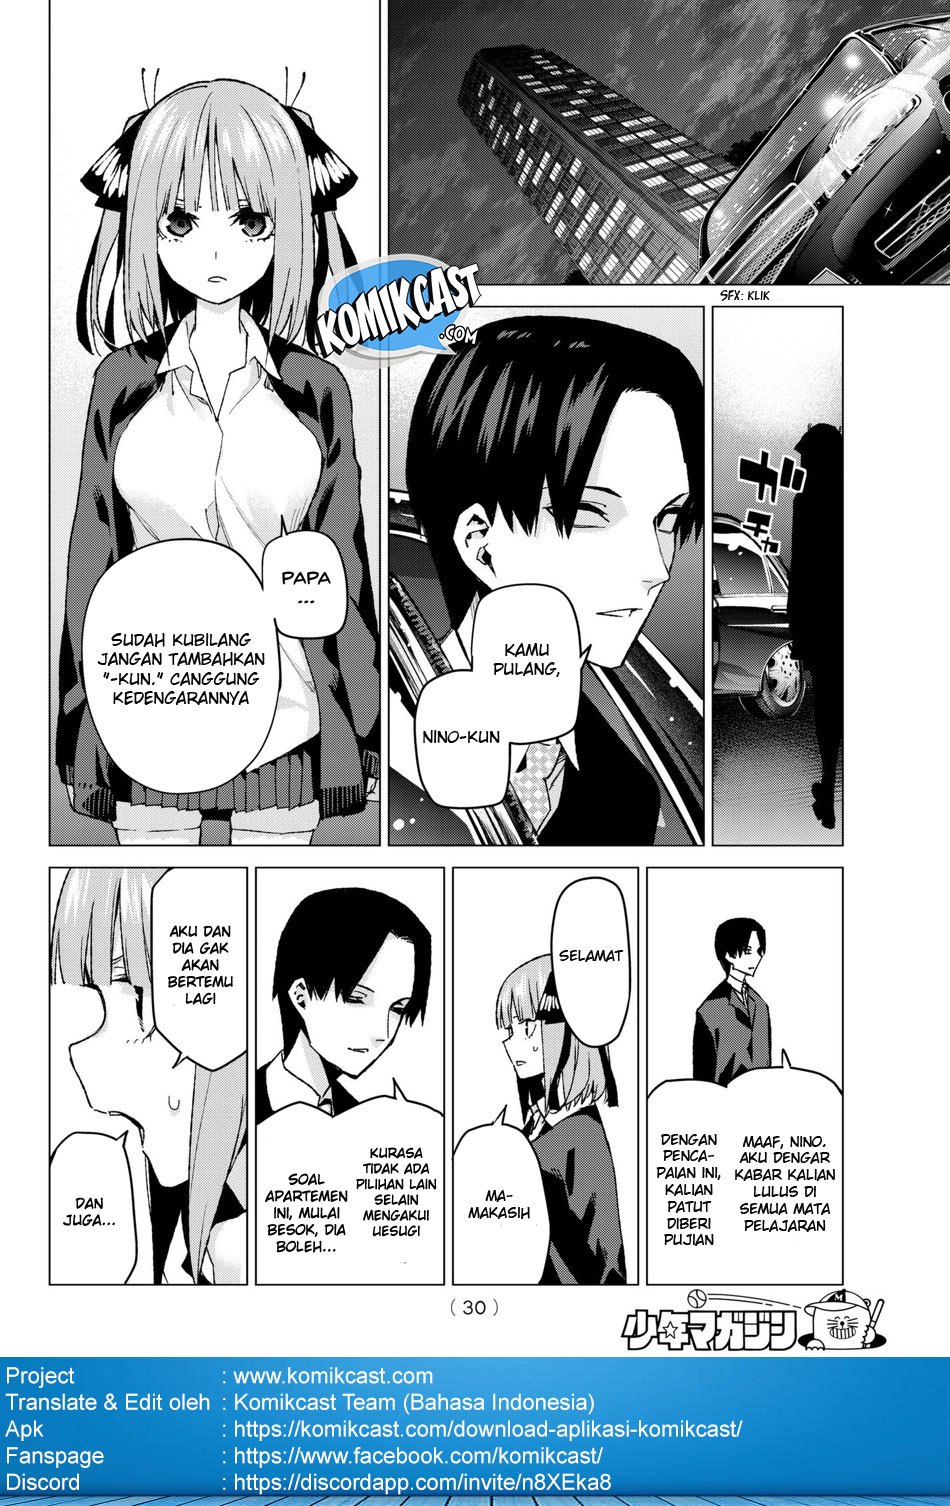 SFX: KLIK
ドン
ザッ
KOMIKCAST
.COM
KAMU
PULANG,
NINO-KUN
PAPA
...
SUDAH KUBILANG
JANGAN TAMBAHKAN
"-KUN." CANGGUNG
KEDENGARANNYA
MAAF, NINO.
AKU DENGAR
KABAR KALIAN
LULUS DI
SEMUA MATA
PELAJARAN
DENGAN
PENCA-
PAIAN INI,
KALIAN
PATUT
DIBERI
PUJIAN
SELAMAT
MA-
MAKASIH
KURASA
TIDAK ADA
PILIHAN LAIN
SELAIN
MENGAKUI
UESUGI
SOAL
APARTEMEN
INI, MULAI
BESOK, DIA
BOLEH...
AKU DAN
DIA GAK
AKAN
BERTEMU
LAGI
DAN
JUGA...
( 30 )
少年マガジン
M
Project : www.komikcast.com
Translate & Edit oleh : Komikcast Team (Bahasa Indonesia)
Apk : https://komikcast.com/download-aplikasi-komikcast/
Fanspage : https://www.facebook.com/komikcast/
Discord : https://discordapp.com/invite/n8XEka8